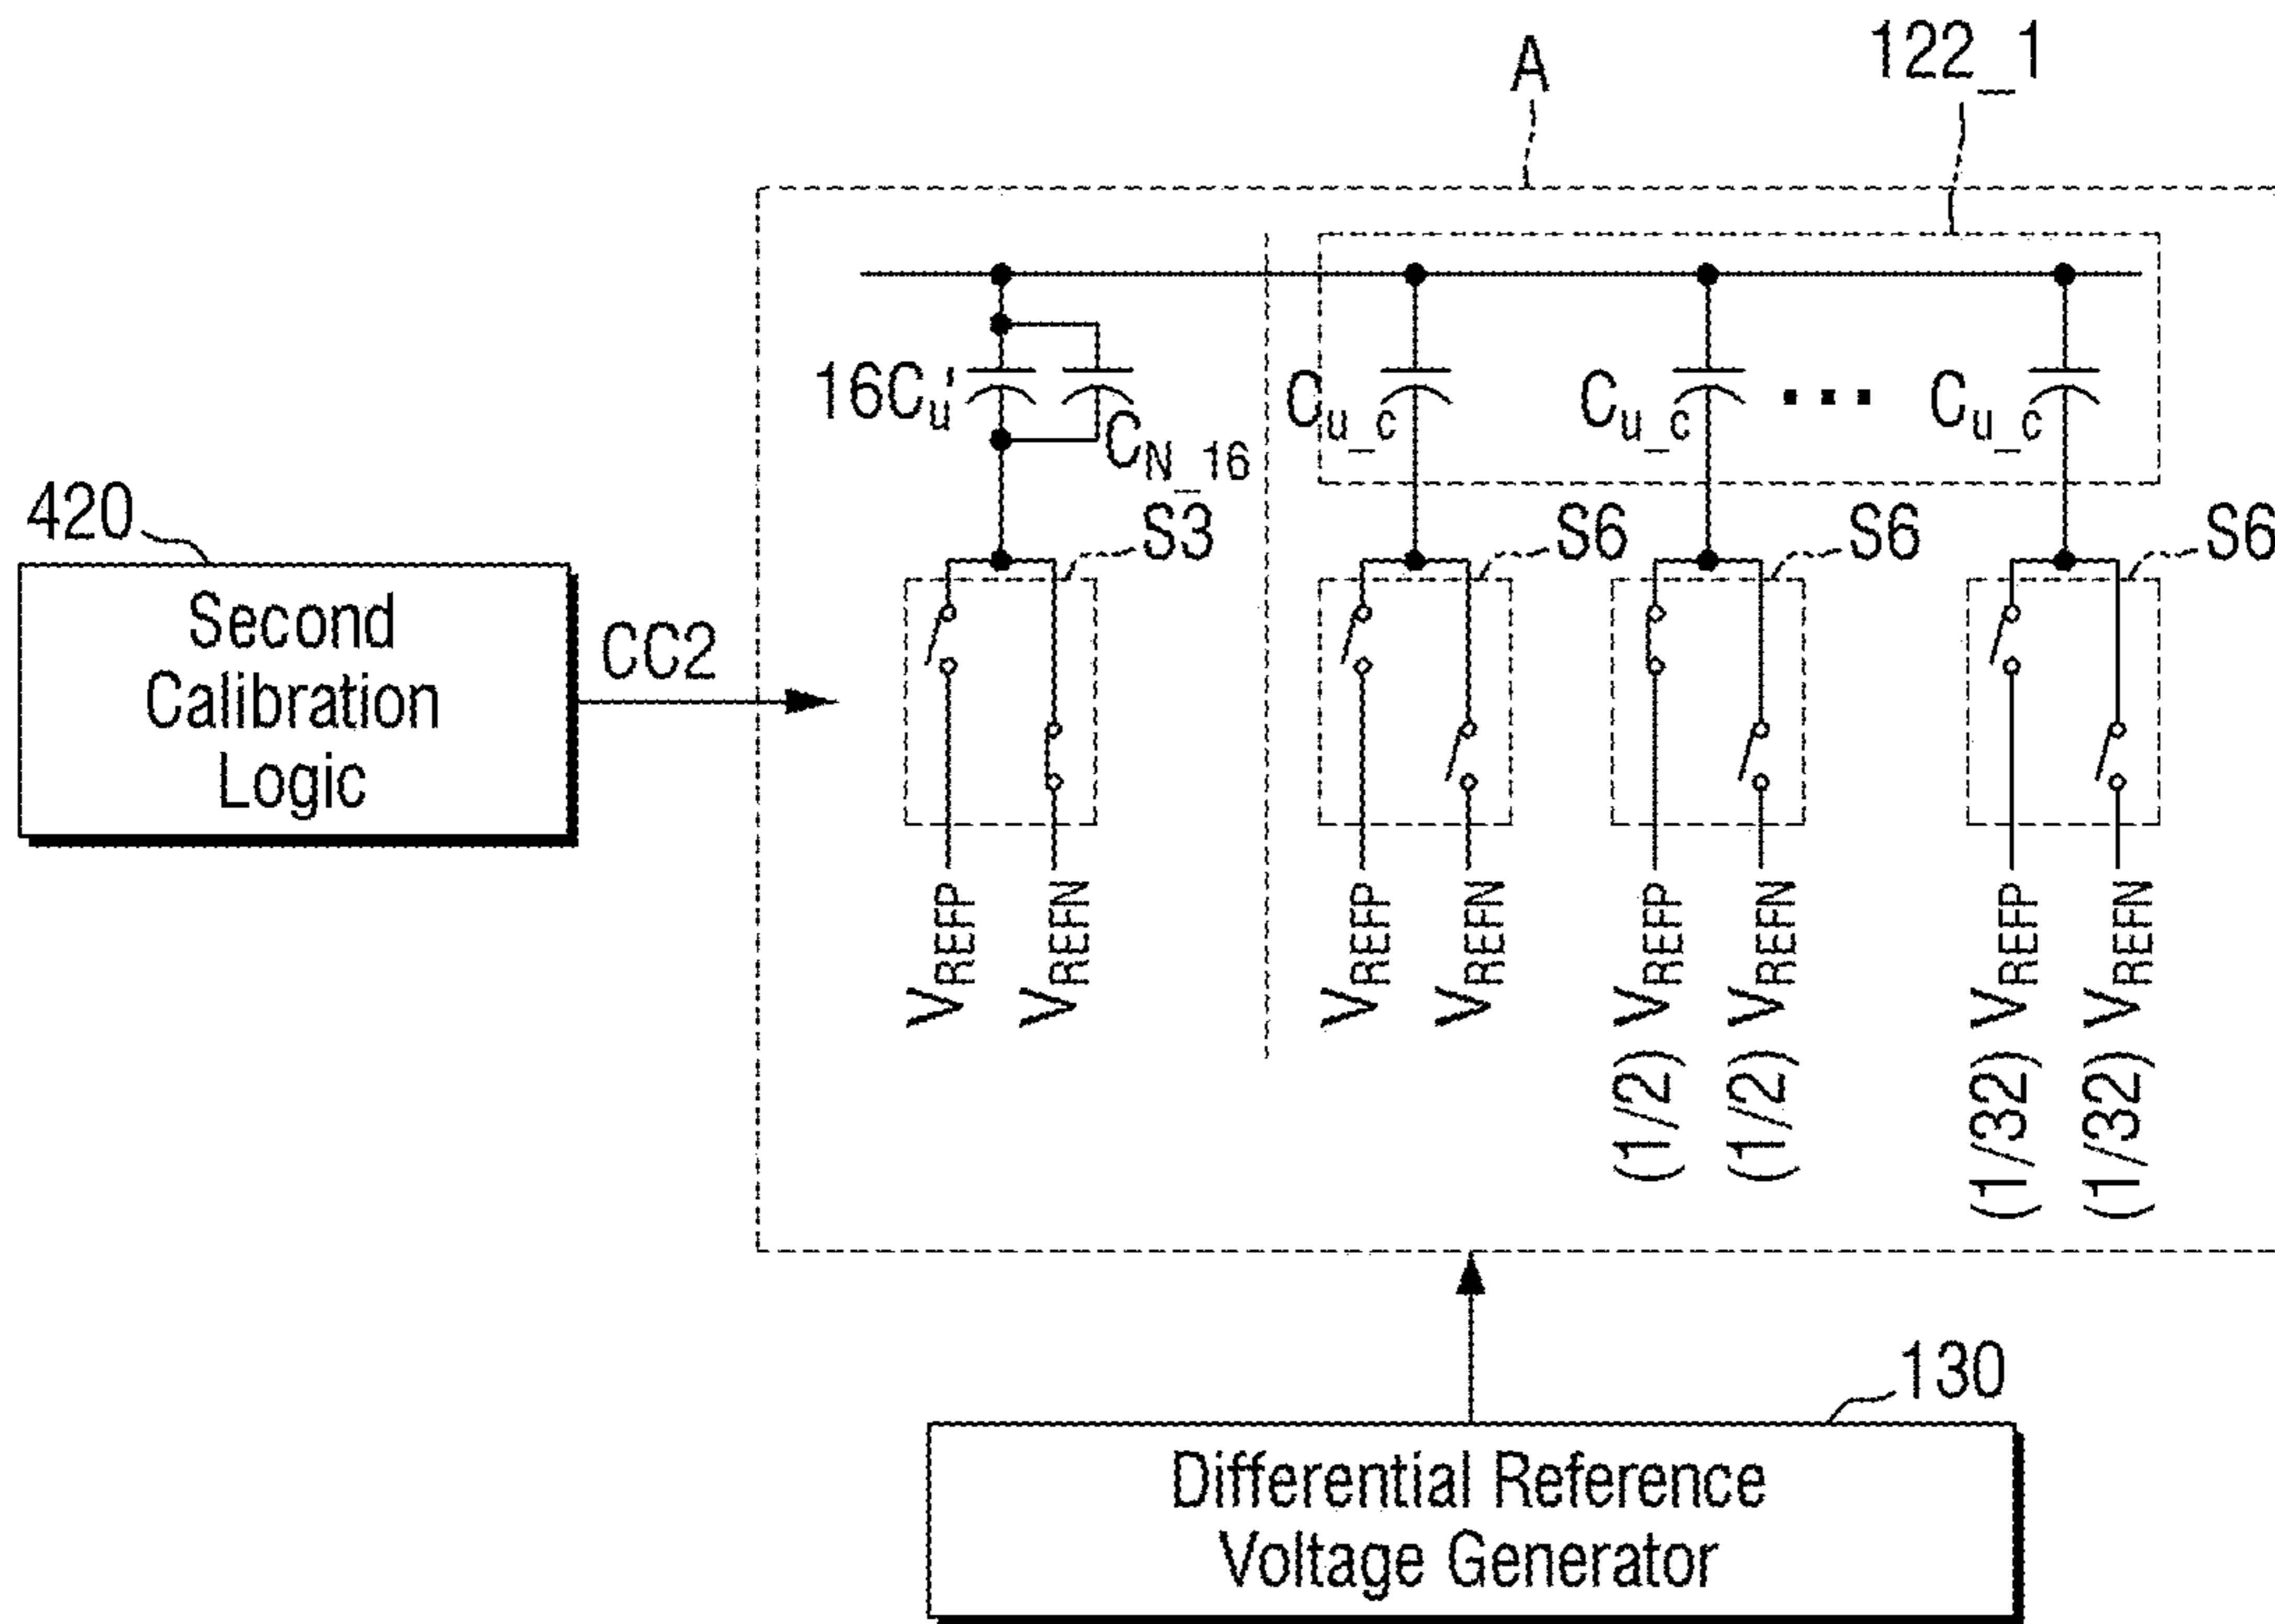 A
122_1
16Cu'
CN_16
Cu_c
Cu_c
...
Cu_c
420
S3
S6
S6
S6
Second
Calibration
Logic
CC2
VREFP
VREFN
VREFP
VREFN
(1/2) VREFP
(1/2) VREFN
(1/32) VREFP
(1/32) VREFN
130
Differential Reference
Voltage Generator